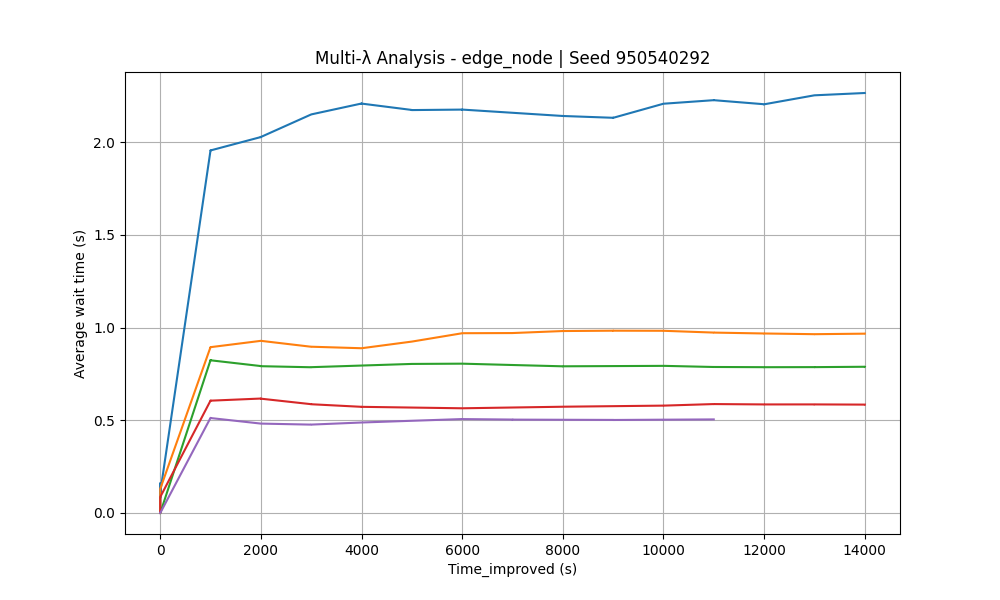 Multi-λ Analysis - edge_node | Seed 950540292
Average wait time (s)
2.0
1.5
1.0
0.5
0.0
0 2000 4000 6000 8000 10000 12000 14000
Time_improved (s)